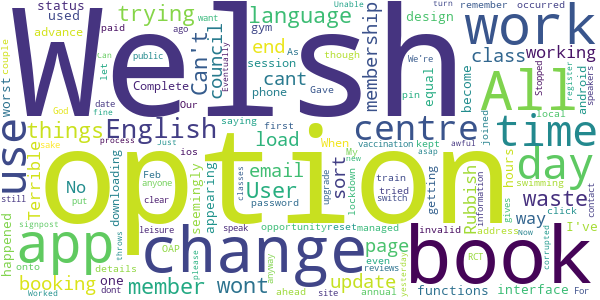 status used advance trying language design work
want gym paid ago membership remember occurred
end council Can't class working All
As session cant phone Gave equal
Complete let Our date fine Welsh
worst couple though public We're Unable turn
Eventually Lan pin become android speakers local register
use things English God sake
No Terrible downloading happened still
load email User saying first
centre time day
option sort getting vaccination kept joined
appearing seemingly Feb ios Just process put anyone clear
When My new lockdown asap awful hours
Rubbish waste way I've swimming contact
app change book
password opportunity reset upgrade tried train switch
classes managed leisure OAP speak please
wont page update invalid address gives click information
booking one member onto details dont
signpost Worked throws anyway ahead site even reviews annual
yesterday Stopped Now corrupted RCT For
functions interface